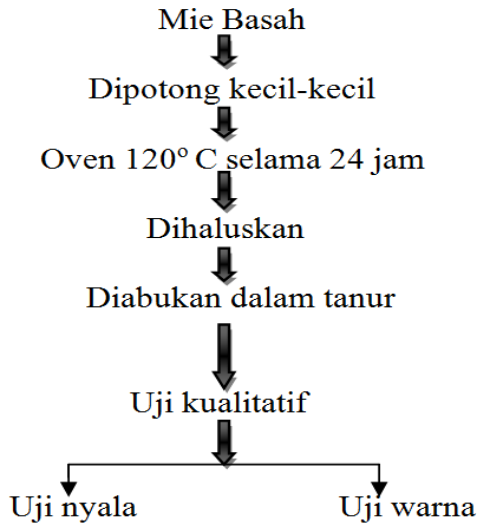 Mie Basah
Dipotong kecil-kecil
Oven 120° C selama 24 jam
Dihaluskan
Diabukan dalam tanur
Uji kualitatif
Uji nyala
Uji warna